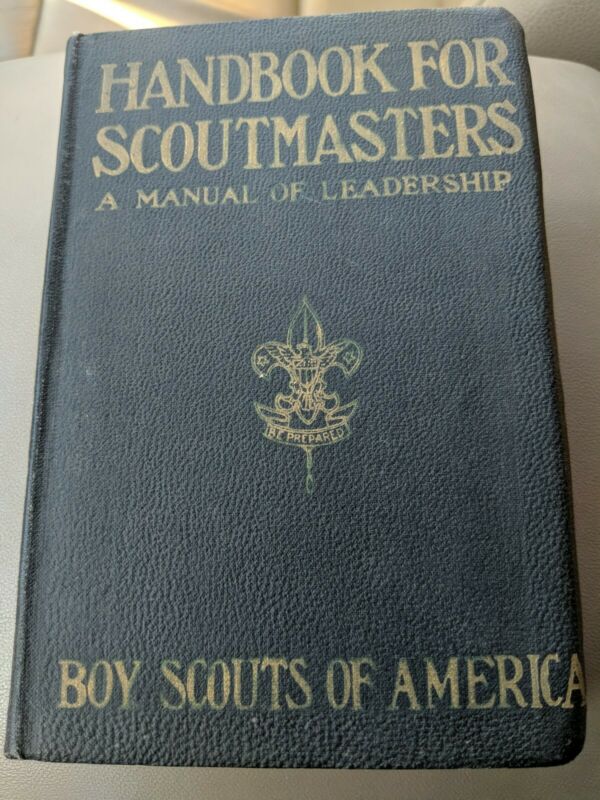 HANDBOOK FOR
SCOUTMASTERS
A MANUAL OF LEADERSHIP
BE PREPARED
BOY SCOUTS OF AMERICA